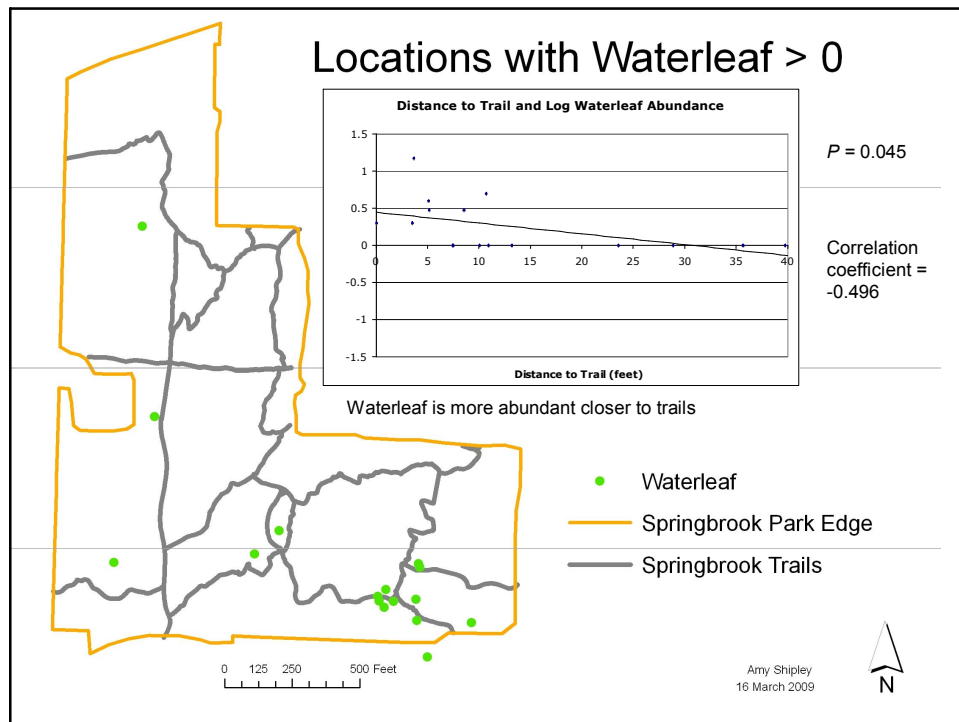 Locations with Waterleaf > 0
Distance to Trail and Log Waterleaf Abundance
1.5
1
0.5
0
-0.5
-1
-1.5
0 5 10 15 20 25 30 35 40
Distance to Trail (feet)
P = 0.045
Correlation
coefficient =
-0.496
Waterleaf is more abundant closer to trails
Waterleaf
Springbrook Park Edge
Springbrook Trails
0 125 250 500 Feet
Amy Shipley
16 March 2009
N